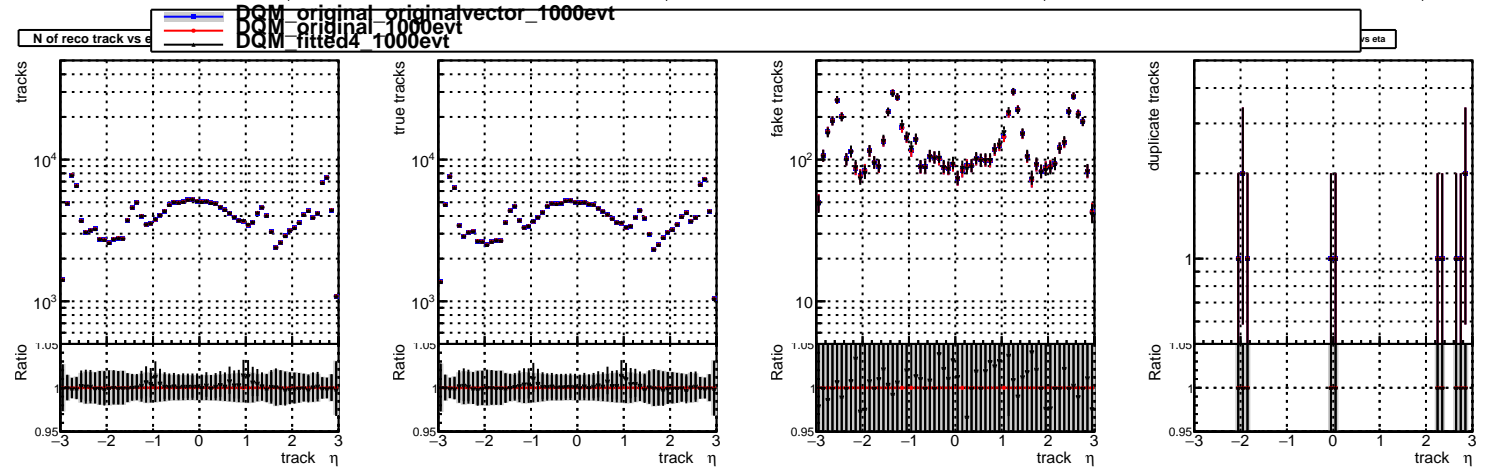 DQM_original_originalvector_1000evt
DQM_original_1000evt
DQM_fitted4_1000evt
N of reco track vs e
vs eta
tracks
10⁴
10³
Ratio
1.05
1
0.95
−3 −2 −1 0 1 2 3
track η
true tracks
10⁴
10³
Ratio
1.05
1
0.95
−3 −2 −1 0 1 2 3
track η
fake tracks
10²
10
Ratio
1.05
1
0.95
−3 −2 −1 0 1 2 3
track η
duplicate tracks
1
Ratio
1.05
1
0.95
−3 −2 −1 0 1 2 3
track η